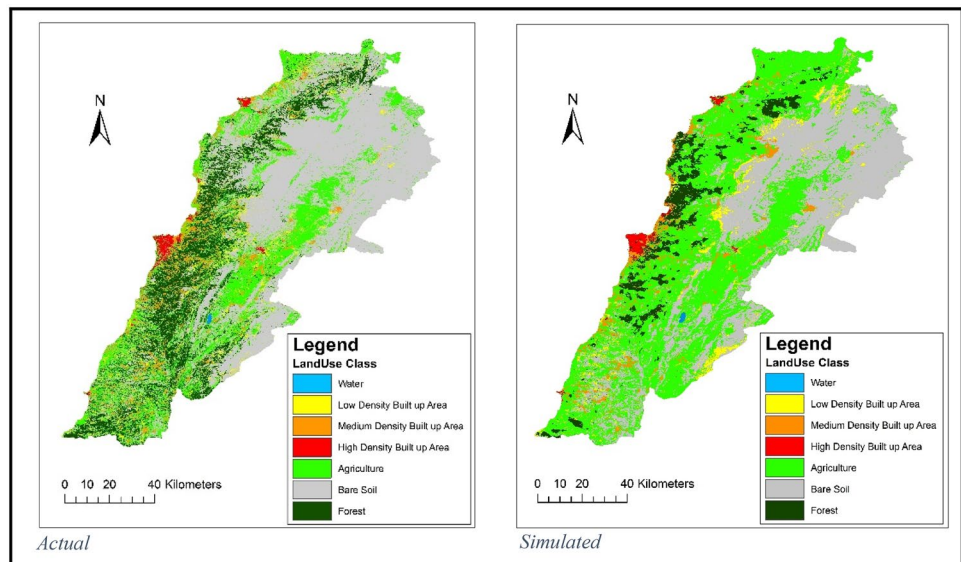 N
Legend
LandUse Class
Water
Low Density Built up Area
Medium Density Built up Area
High Density Built up Area
Agriculture
Bare Soil
Forest
0 10 20 40 Kilometers
Actual
N
Legend
LandUse Class
Water
Low Density Built up Area
Medium Density Built up Area
High Density Built up Area
Agriculture
Bare Soil
Forest
0 10 20 40 Kilometers
Simulated